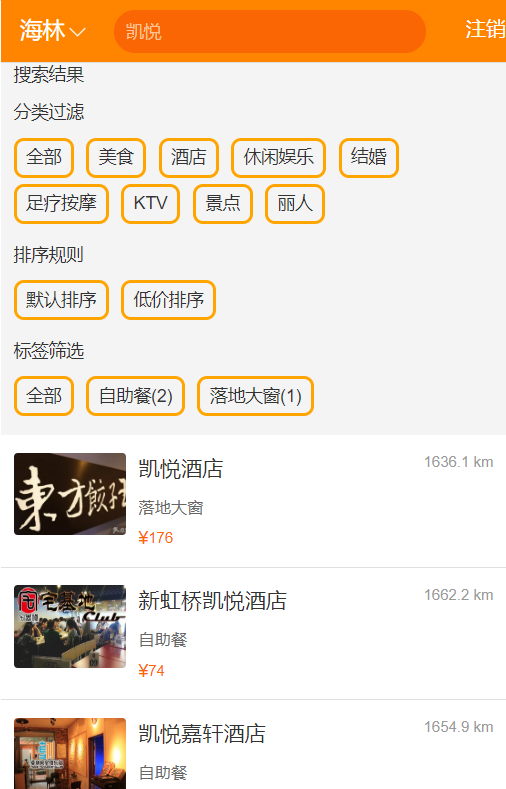 海林 凯悦 注销
搜索结果
分类过滤
全部 美食 酒店 休闲娱乐 结婚
足疗按摩 KTV 景点 丽人
排序规则
默认排序 低价排序
标签筛选
全部 自助餐(2) 落地大窗(1)
東方餃子
凯悦酒店 1636.1 km
落地大窗
¥176
宅基地
Club
新虹桥凯悦酒店 1662.2 km
自助餐
¥74
凯悦嘉轩酒店 1654.9 km
自助餐